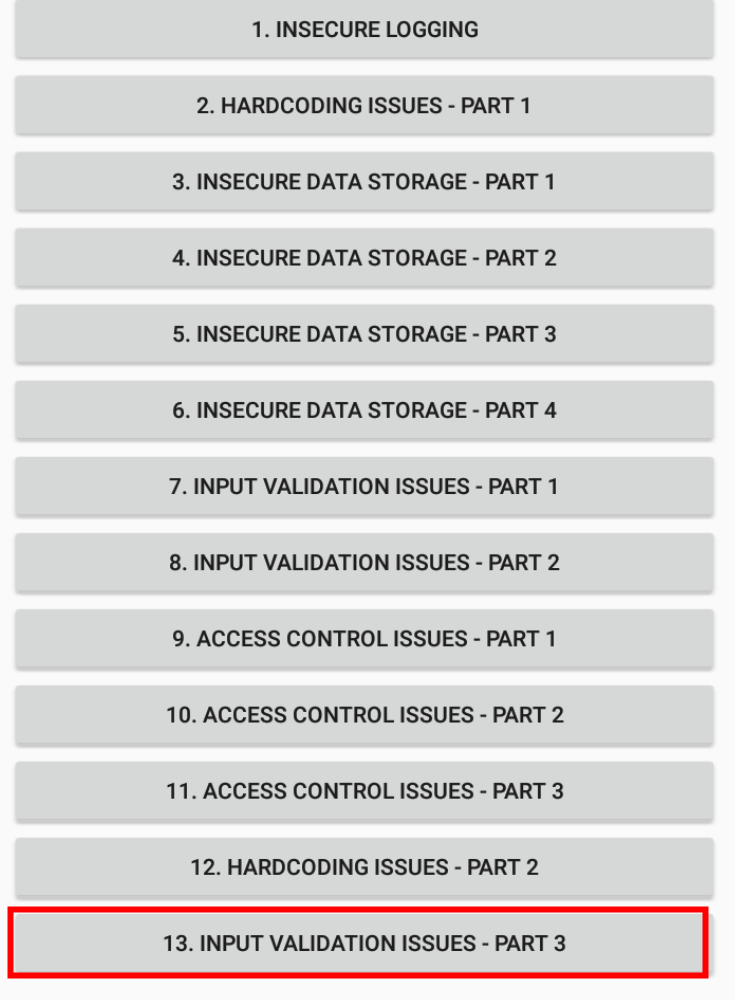 1. INSECURE LOGGING
2. HARDCODING ISSUES - PART 1
3. INSECURE DATA STORAGE - PART 1
4. INSECURE DATA STORAGE - PART 2
5. INSECURE DATA STORAGE - PART 3
6. INSECURE DATA STORAGE - PART 4
7. INPUT VALIDATION ISSUES - PART 1
8. INPUT VALIDATION ISSUES - PART 2
9. ACCESS CONTROL ISSUES - PART 1
10. ACCESS CONTROL ISSUES - PART 2
11. ACCESS CONTROL ISSUES - PART 3
12. HARDCODING ISSUES - PART 2
13. INPUT VALIDATION ISSUES - PART 3